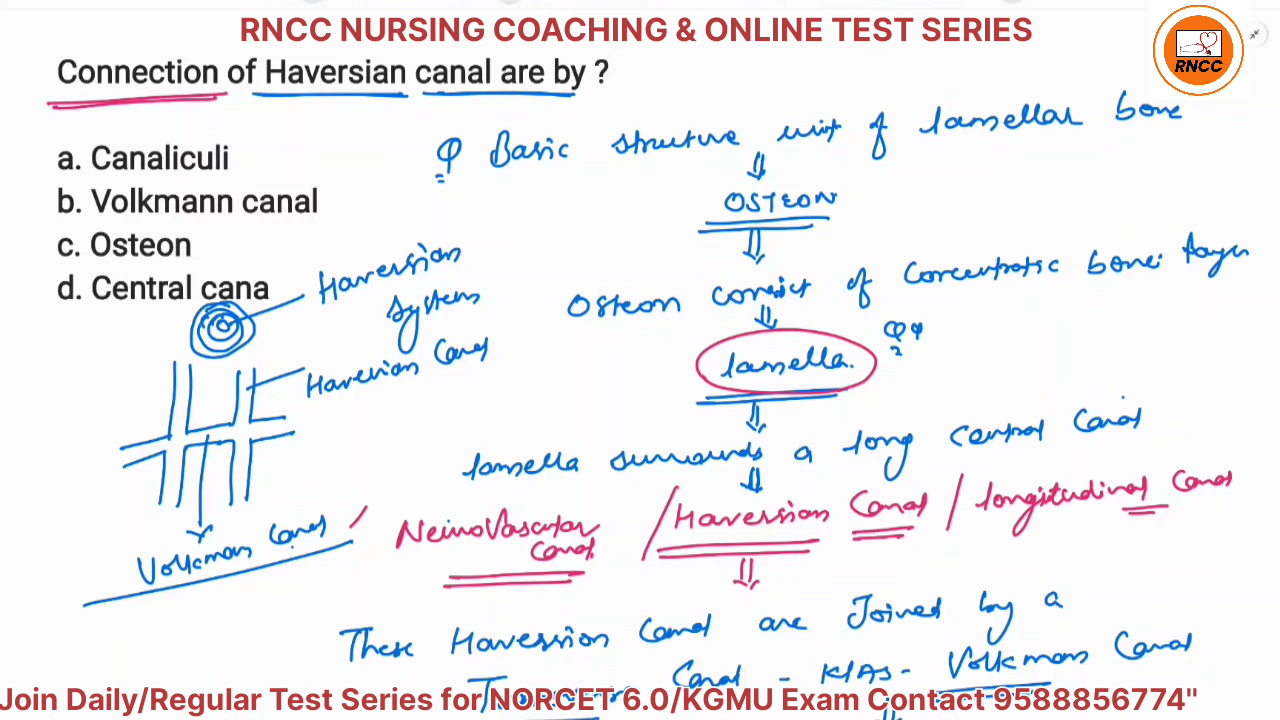 RNCC NURSING COACHING & ONLINE TEST SERIES
RNCC
Connection of Haversian canal are by ?
a. Canaliculi
b. Volkmann canal
c. Osteon
d. Central cana
Φ Basic structure unit of lamellar bone
OSTEON
Osteon consist of concentratic bone layer
lamella.
lamella surrounds a long central canal
NeuroVascular Canal / Haversion Canal / longitudinal canal
These Haversion Canal are Joined by a
Canal - K/AS - Volkman Canal
Haversion
System
Haversion Canal
Volkman Canal
Join Daily/Regular Test Series for NORCET 6.0/KGMU Exam Contact 9588856774"